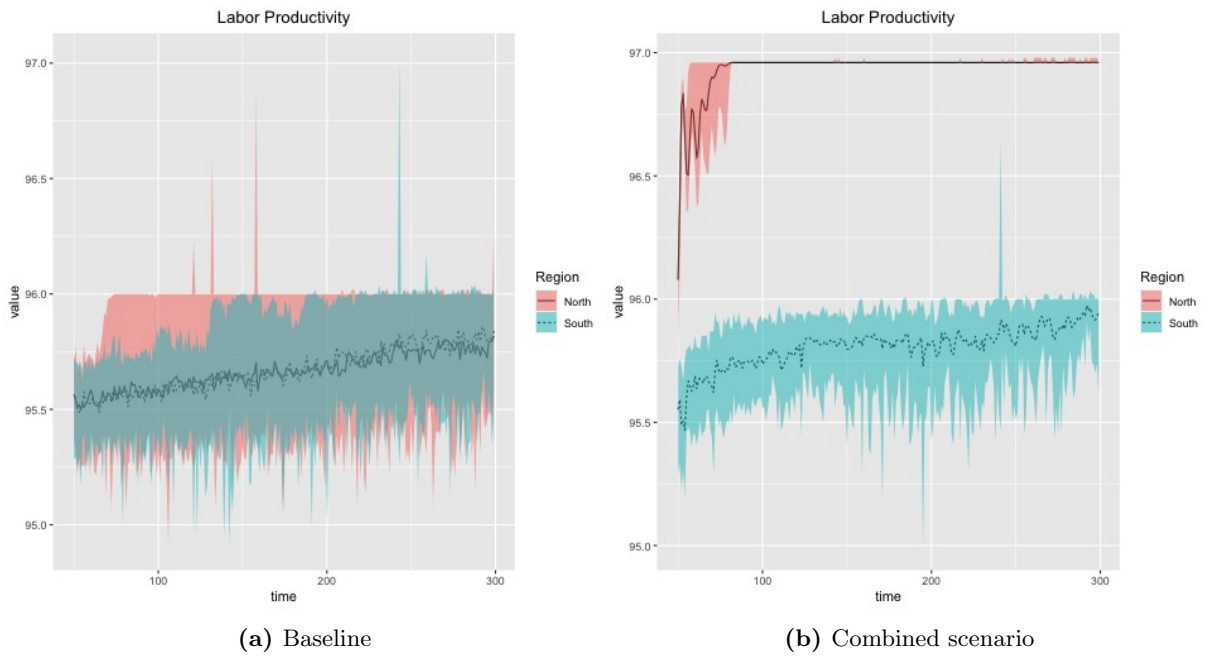 Labor Productivity
97.0
96.5
96.0
95.5
95.0
value
100
200
300
time
Region
North
South
(a) Baseline
Labor Productivity
97.0
96.5
96.0
95.5
95.0
value
100
200
300
time
Region
North
South
(b) Combined scenario